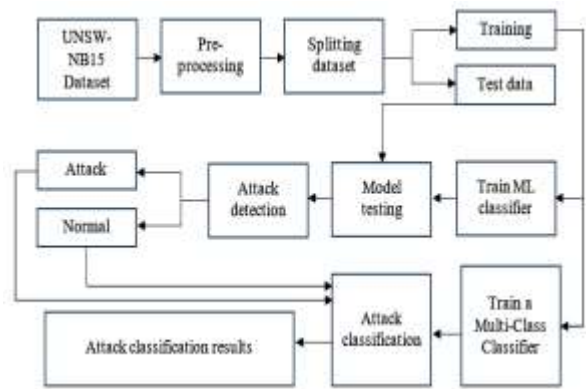 UNSW-
NB15
Dataset
Pre-
processing
Splitting
dataset
Training
Test data
Attack
Normal
Attack
detection
Model
testing
Train ML
classifier
Attack classification results
Attack
classification
Train a
Multi-Class
Classifier